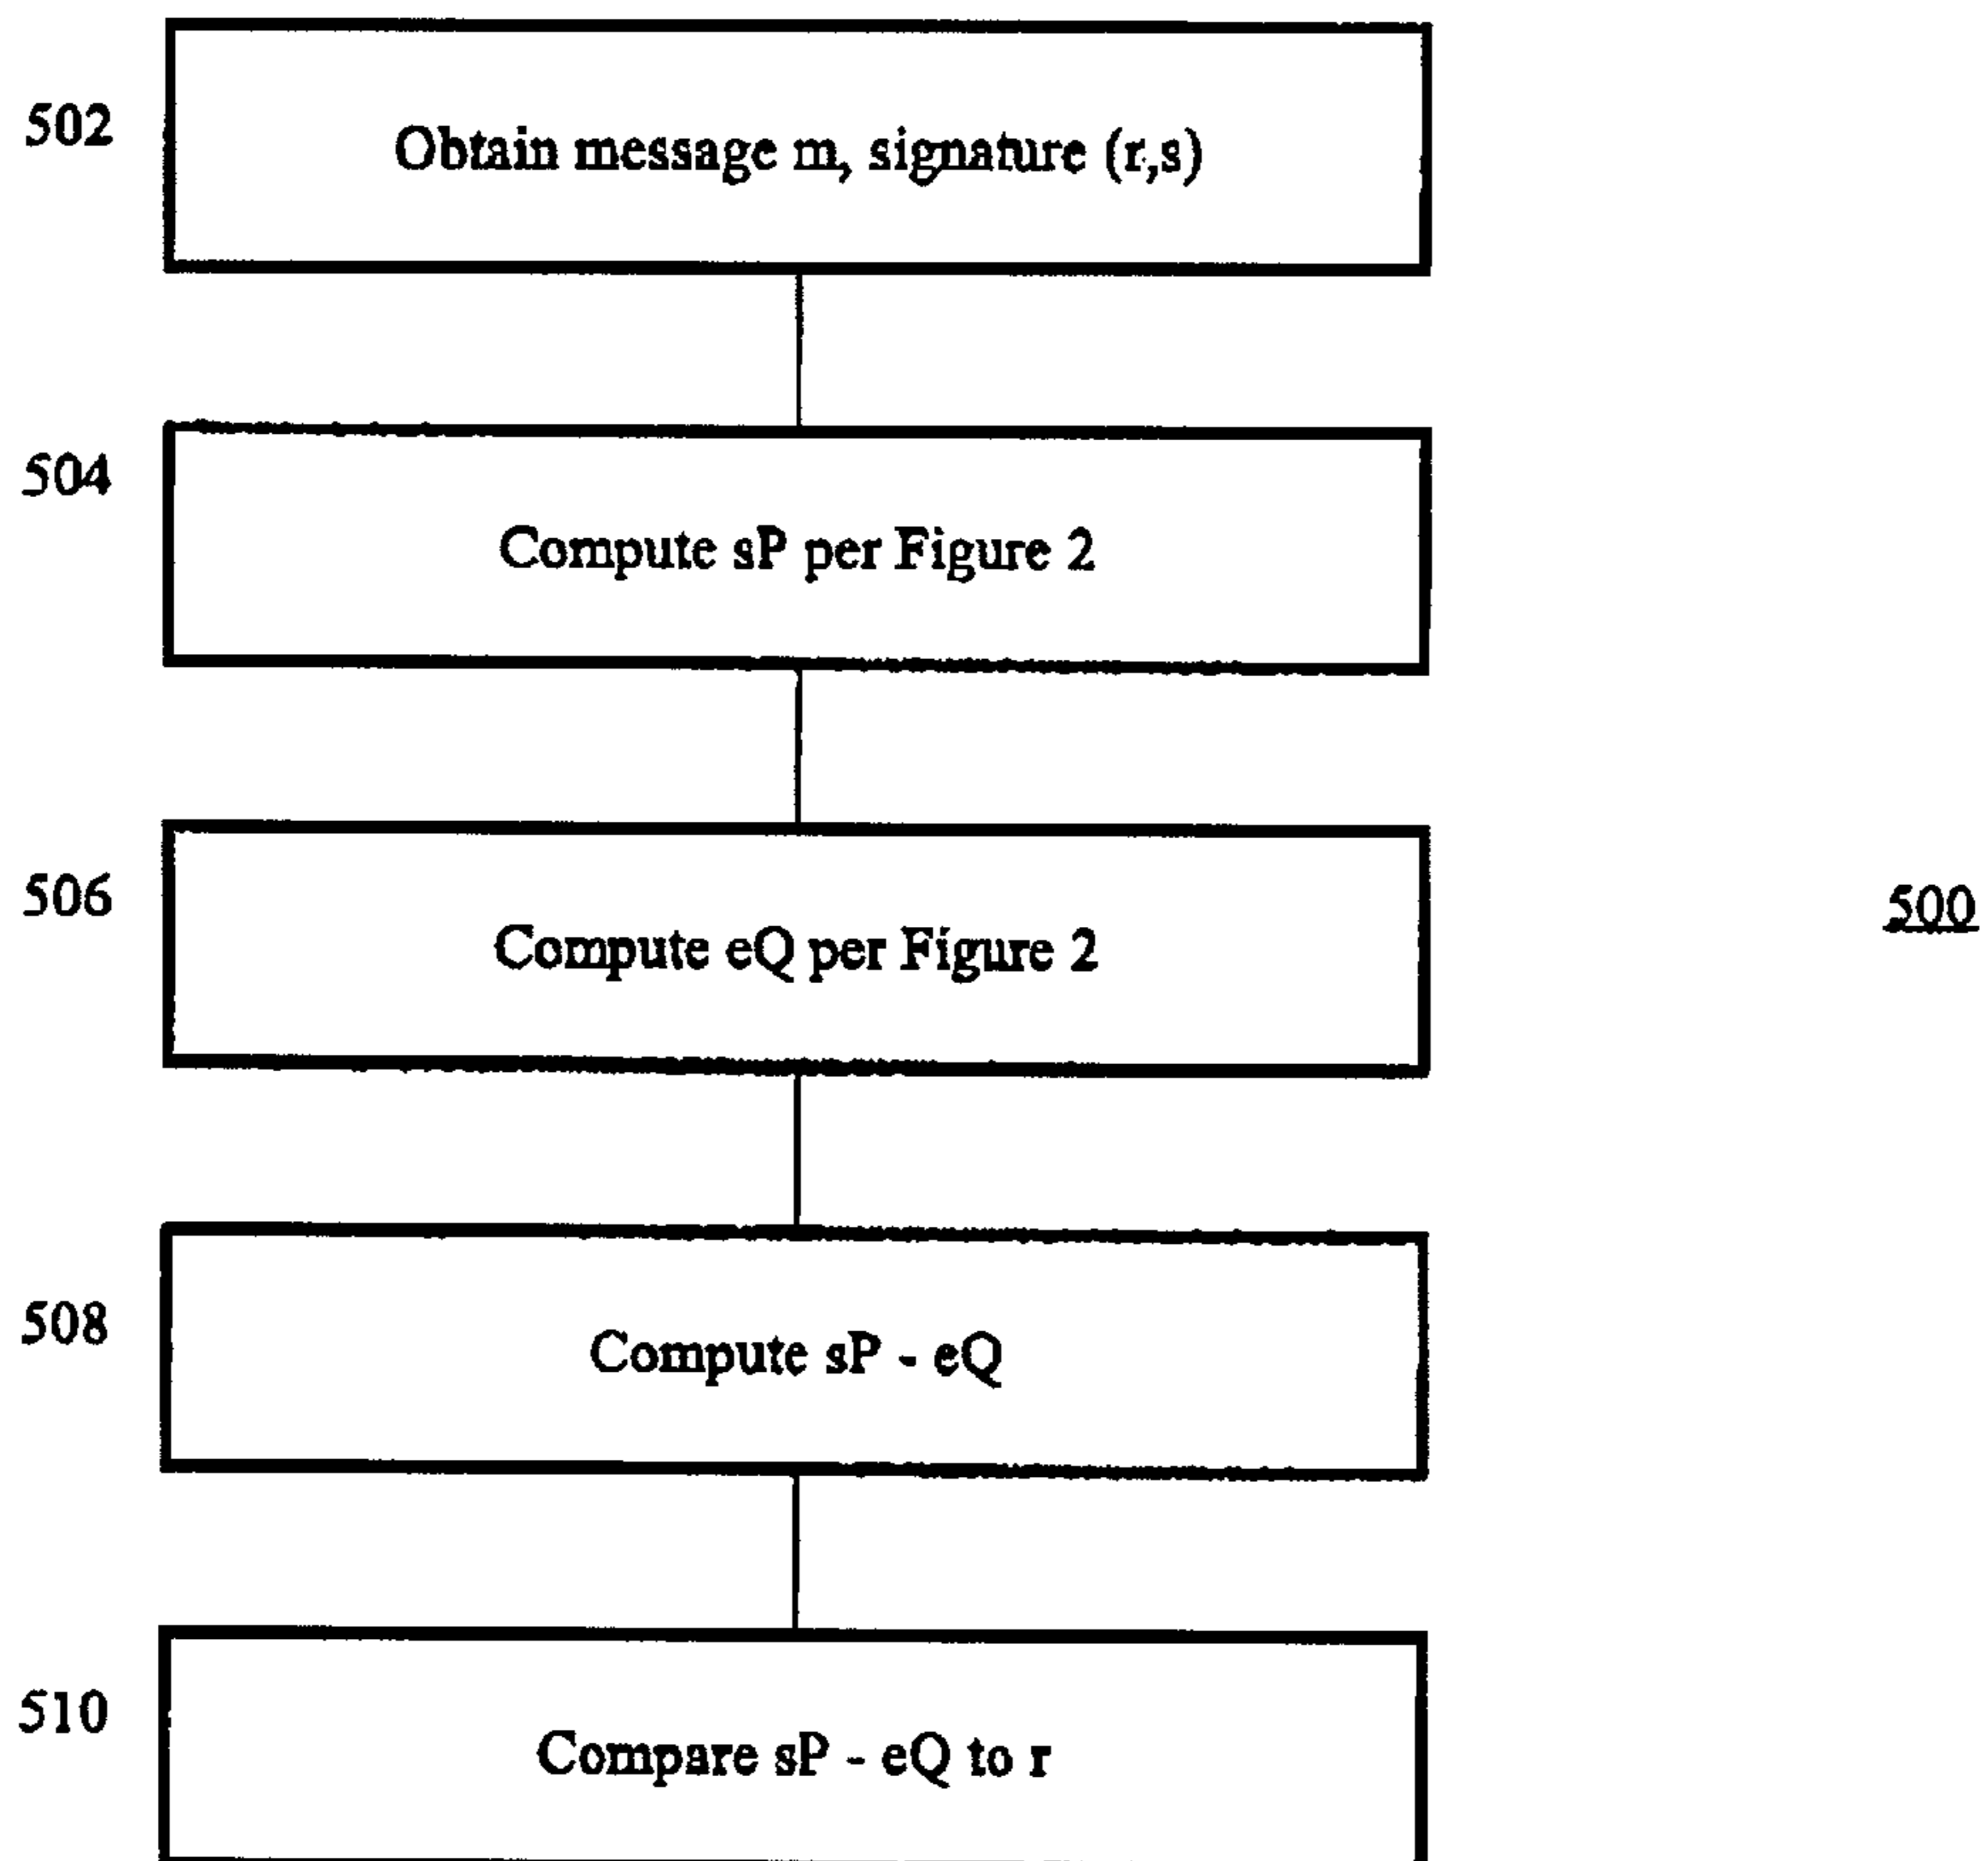 502
Obtain message m, signature (r,s)
504
Compute sP per Figure 2
506
Compute eQ per Figure 2
500
508
Compute sP - eQ
510
Compare sP - eQ to r